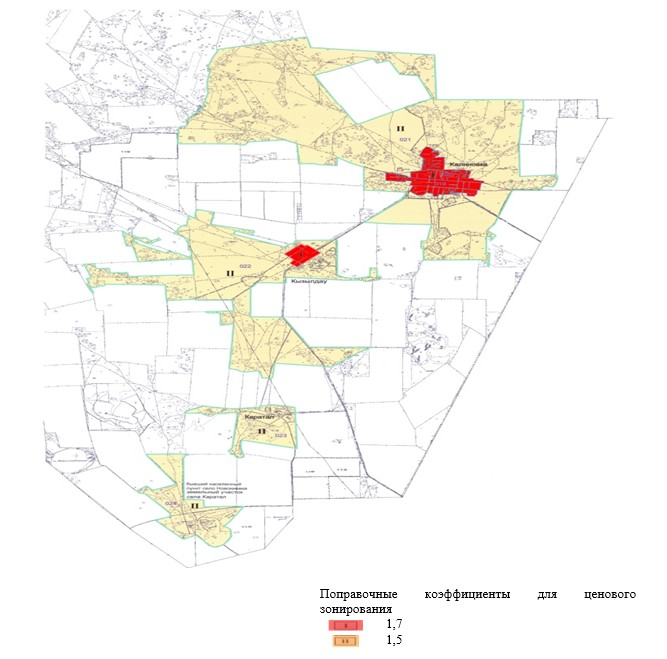 II
021
Калиновка
022
II
I
Кызылдау
Каратал
II
023
бывший населенный
пункт село
земельный участок
села Каратал
024
II
Поправочные коэффициенты для ценового
зонирования
I 1,7
II 1,5